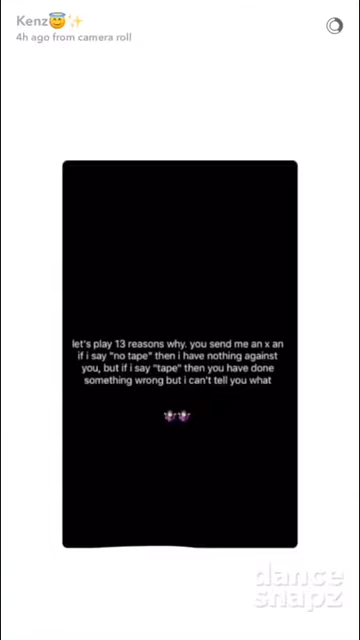 Kenz😇✨
4h ago from camera roll
let's play 13 reasons why. you send me an x an
if i say "no tape" then i have nothing against
you, but if i say "tape" then you have done
something wrong but i can't tell you what
dance
snapz